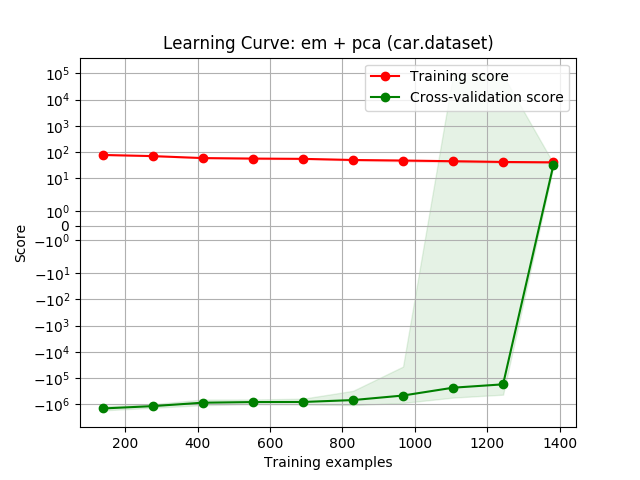 Learning Curve: em + pca (car.dataset)
Training score
Cross-validation score
Score
10⁵
10⁴
10³
10²
10¹
10⁰
0
−10⁰
−10¹
−10²
−10³
−10⁴
−10⁵
−10⁶
200 400 600 800 1000 1200 1400
Training examples